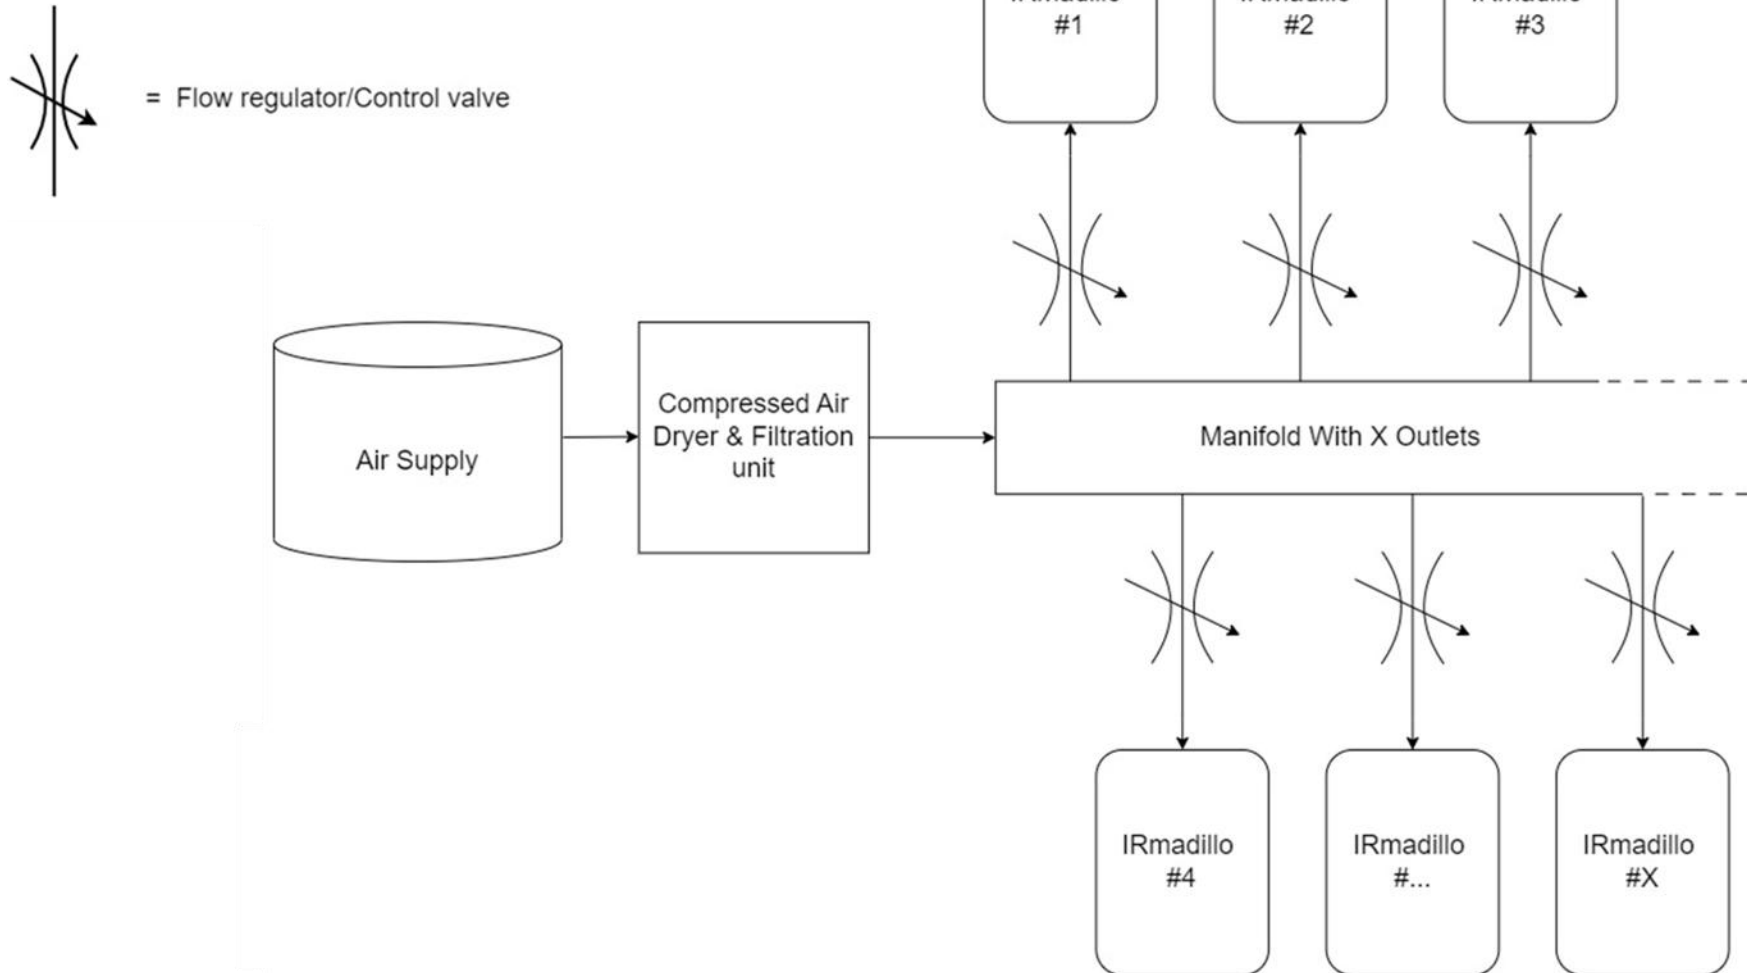 #1
#2
#3
= Flow regulator/Control valve
Compressed Air
Dryer & Filtration
unit
Air Supply
Manifold With X Outlets
IRmadillo
#4
IRmadillo
#...
IRmadillo
#X